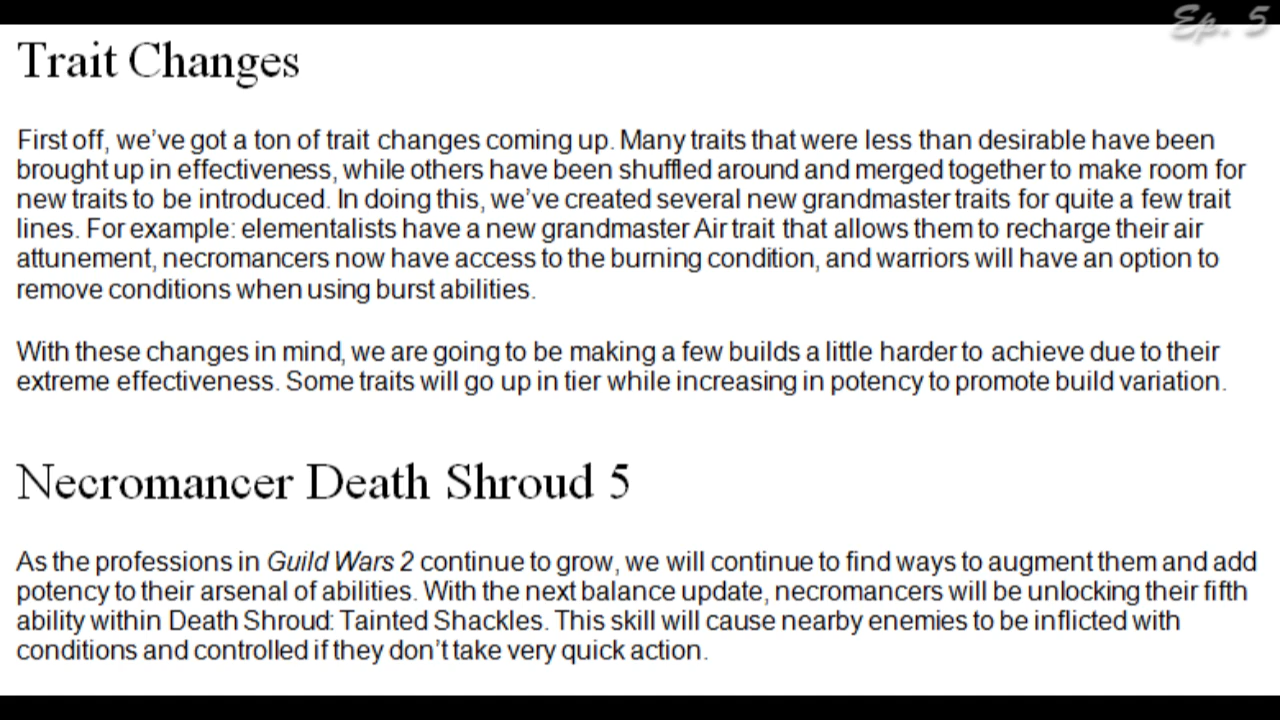 Ep. 5
Trait Changes
First off, we’ve got a ton of trait changes coming up. Many traits that were less than desirable have been
brought up in effectiveness, while others have been shuffled around and merged together to make room for
new traits to be introduced. In doing this, we’ve created several new grandmaster traits for quite a few trait
lines. For example: elementalists have a new grandmaster Air trait that allows them to recharge their air
attunement, necromancers now have access to the burning condition, and warriors will have an option to
remove conditions when using burst abilities.
With these changes in mind, we are going to be making a few builds a little harder to achieve due to their
extreme effectiveness. Some traits will go up in tier while increasing in potency to promote build variation.
Necromancer Death Shroud 5
As the professions in Guild Wars 2 continue to grow, we will continue to find ways to augment them and add
potency to their arsenal of abilities. With the next balance update, necromancers will be unlocking their fifth
ability within Death Shroud: Tainted Shackles. This skill will cause nearby enemies to be inflicted with
conditions and controlled if they don’t take very quick action.